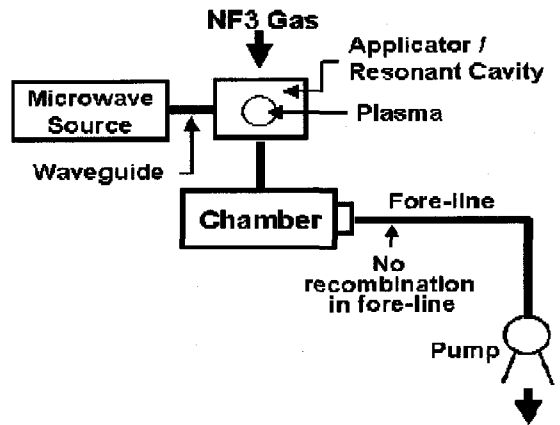 NF3 Gas
Applicator /
Resonant Cavity
Microwave
Source
Plasma
Waveguide
Chamber
Fore-line
No
recombination
in fore-line
Pump